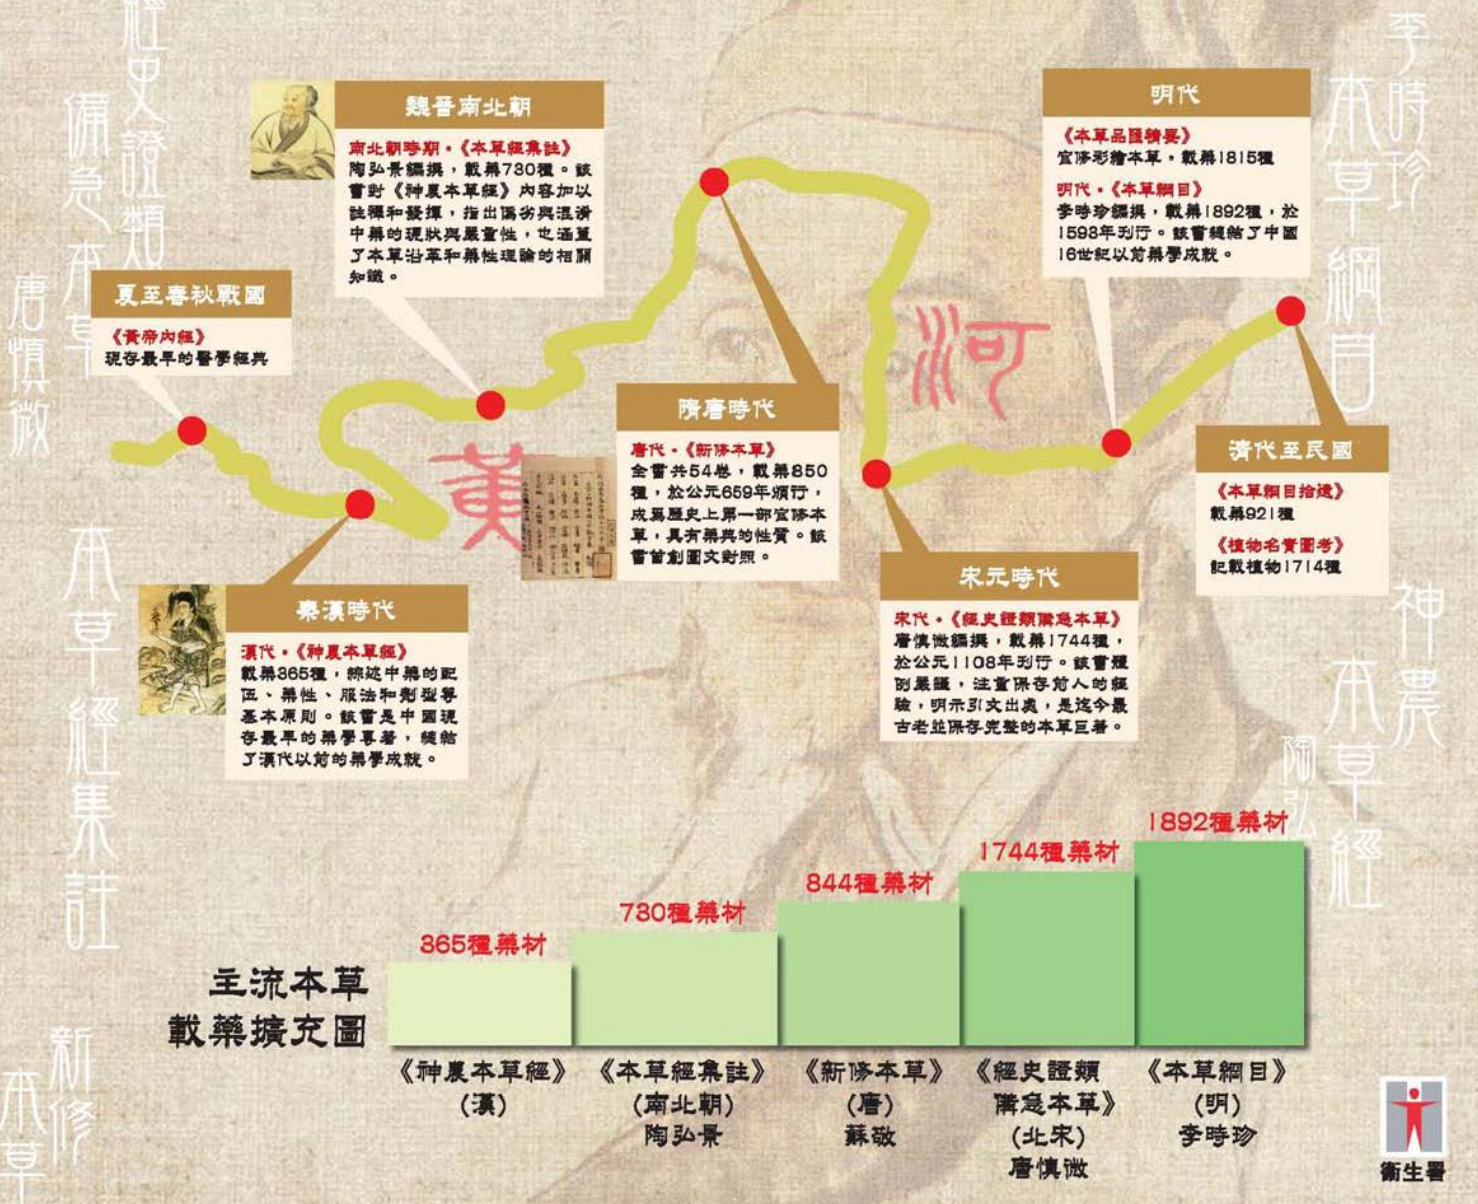 夏至春秋戰國
《黃帝內經》
現存最早的醫學經典
魏晉南北朝
南北朝時期・《本草經集註》
陶弘景編撰,載藥730種。該
書對《神農本草經》內容加以
註釋和發揮,指出偽劣與混淆
中藥的現狀與嚴重性,也涵蓋
了本草沿革和藥性理論的相關
知識。
明代
《本草品匯精要》
官修彩繪本草,載藥1815種
明代・《本草綱目》
李時珍編撰,載藥1892種,於
1593年刊行。該書總結了中國
16世紀以前藥學成就。
隋唐時代
唐代・《新修本草》
全書共54卷,載藥850
種,於公元659年頒行,
成為歷史上第一部官修本
草,具有藥典的性質。該
書首創圖文對照。
清代至民國
《本草綱目拾遺》
載藥921種
《植物名實圖考》
記載植物1714種
秦漢時代
漢代・《神農本草經》
載藥365種,綜述中藥的配
伍、藥性、服法和劑型等
基本原則。該書是中國現
存最早的藥學專著,總結
了漢代以前的藥學成就。
宋元時代
宋代・《經史證類備急本草》
唐慎微編撰,載藥1744種,
於公元1108年刊行。該書體
例嚴謹,注重保存前人的經
驗,明示引文出處,是迄今最
古老並保存完整的本草巨著。
黃
河
經史證類
備急本草
唐慎微
本草經集註
新修
本草
李時珍
本草綱目
神農
本草經
陶弘
主流本草
載藥擴充圖
365種藥材
730種藥材
844種藥材
1744種藥材
1892種藥材
《神農本草經》
(漢)
《本草經集註》
(南北朝)
陶弘景
《新修本草》
(唐)
蘇敬
《經史證類
備急本草》
(北宋)
唐慎微
《本草綱目》
(明)
李時珍
衞生署